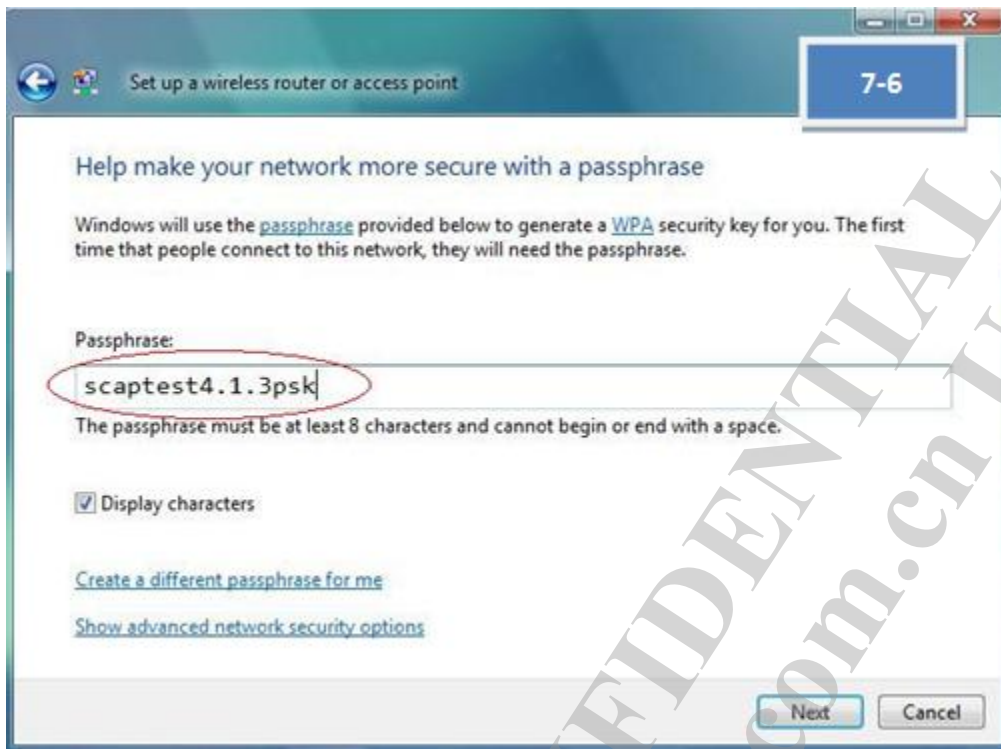 Set up a wireless router or access point
7-6
Help make your network more secure with a passphrase
Windows will use the passphrase provided below to generate a WPA security key for you. The first
time that people connect to this network, they will need the passphrase.
Passphrase:
scaptest4.1.3psk
The passphrase must be at least 8 characters and cannot begin or end with a space.
Display characters
Create a different passphrase for me
Show advanced network security options
Next
Cancel
FIDENTIAL
om.cn